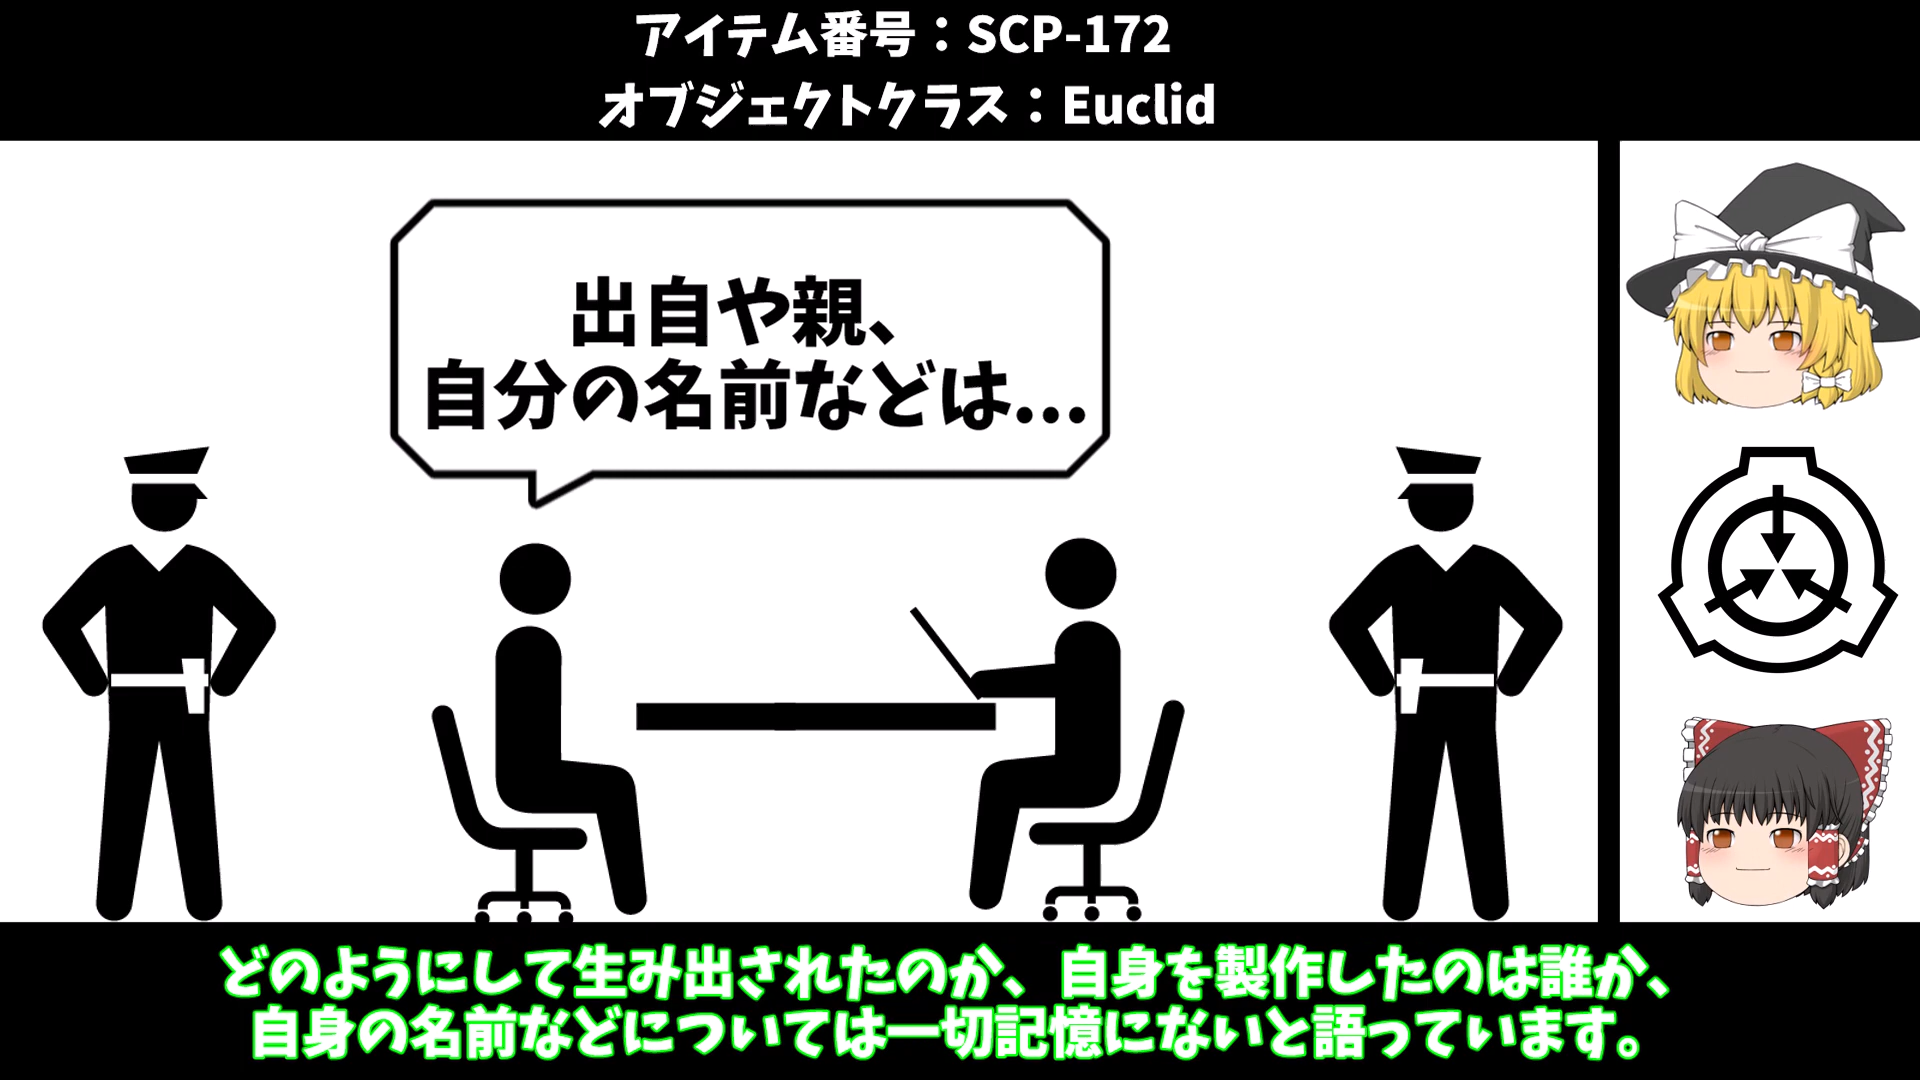 アイテム番号：SCP-172
オブジェクトクラス：Euclid
出自や親、
自分の名前などは...
どのようにして生み出されたのか、自身を製作したのは誰か、
自身の名前などについては一切記憶にないと語っています。